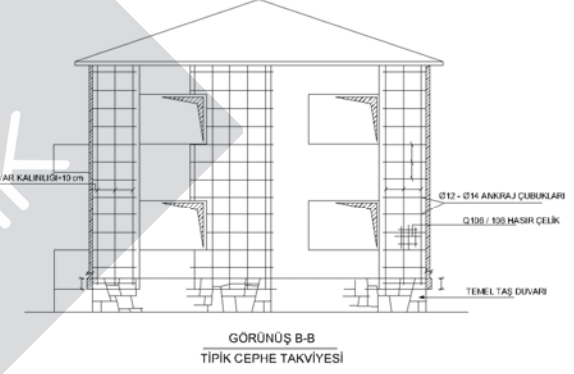 KALINLIĞI+10 cm
Ø12 - Ø14 ANKRAJ ÇUBUKLARI
Q106 / 106 HASIR ÇELİK
TEMEL TAŞ DUVARI
GÖRÜNÜŞ B-B
TİPİK CEPHE TAKVİYESİ